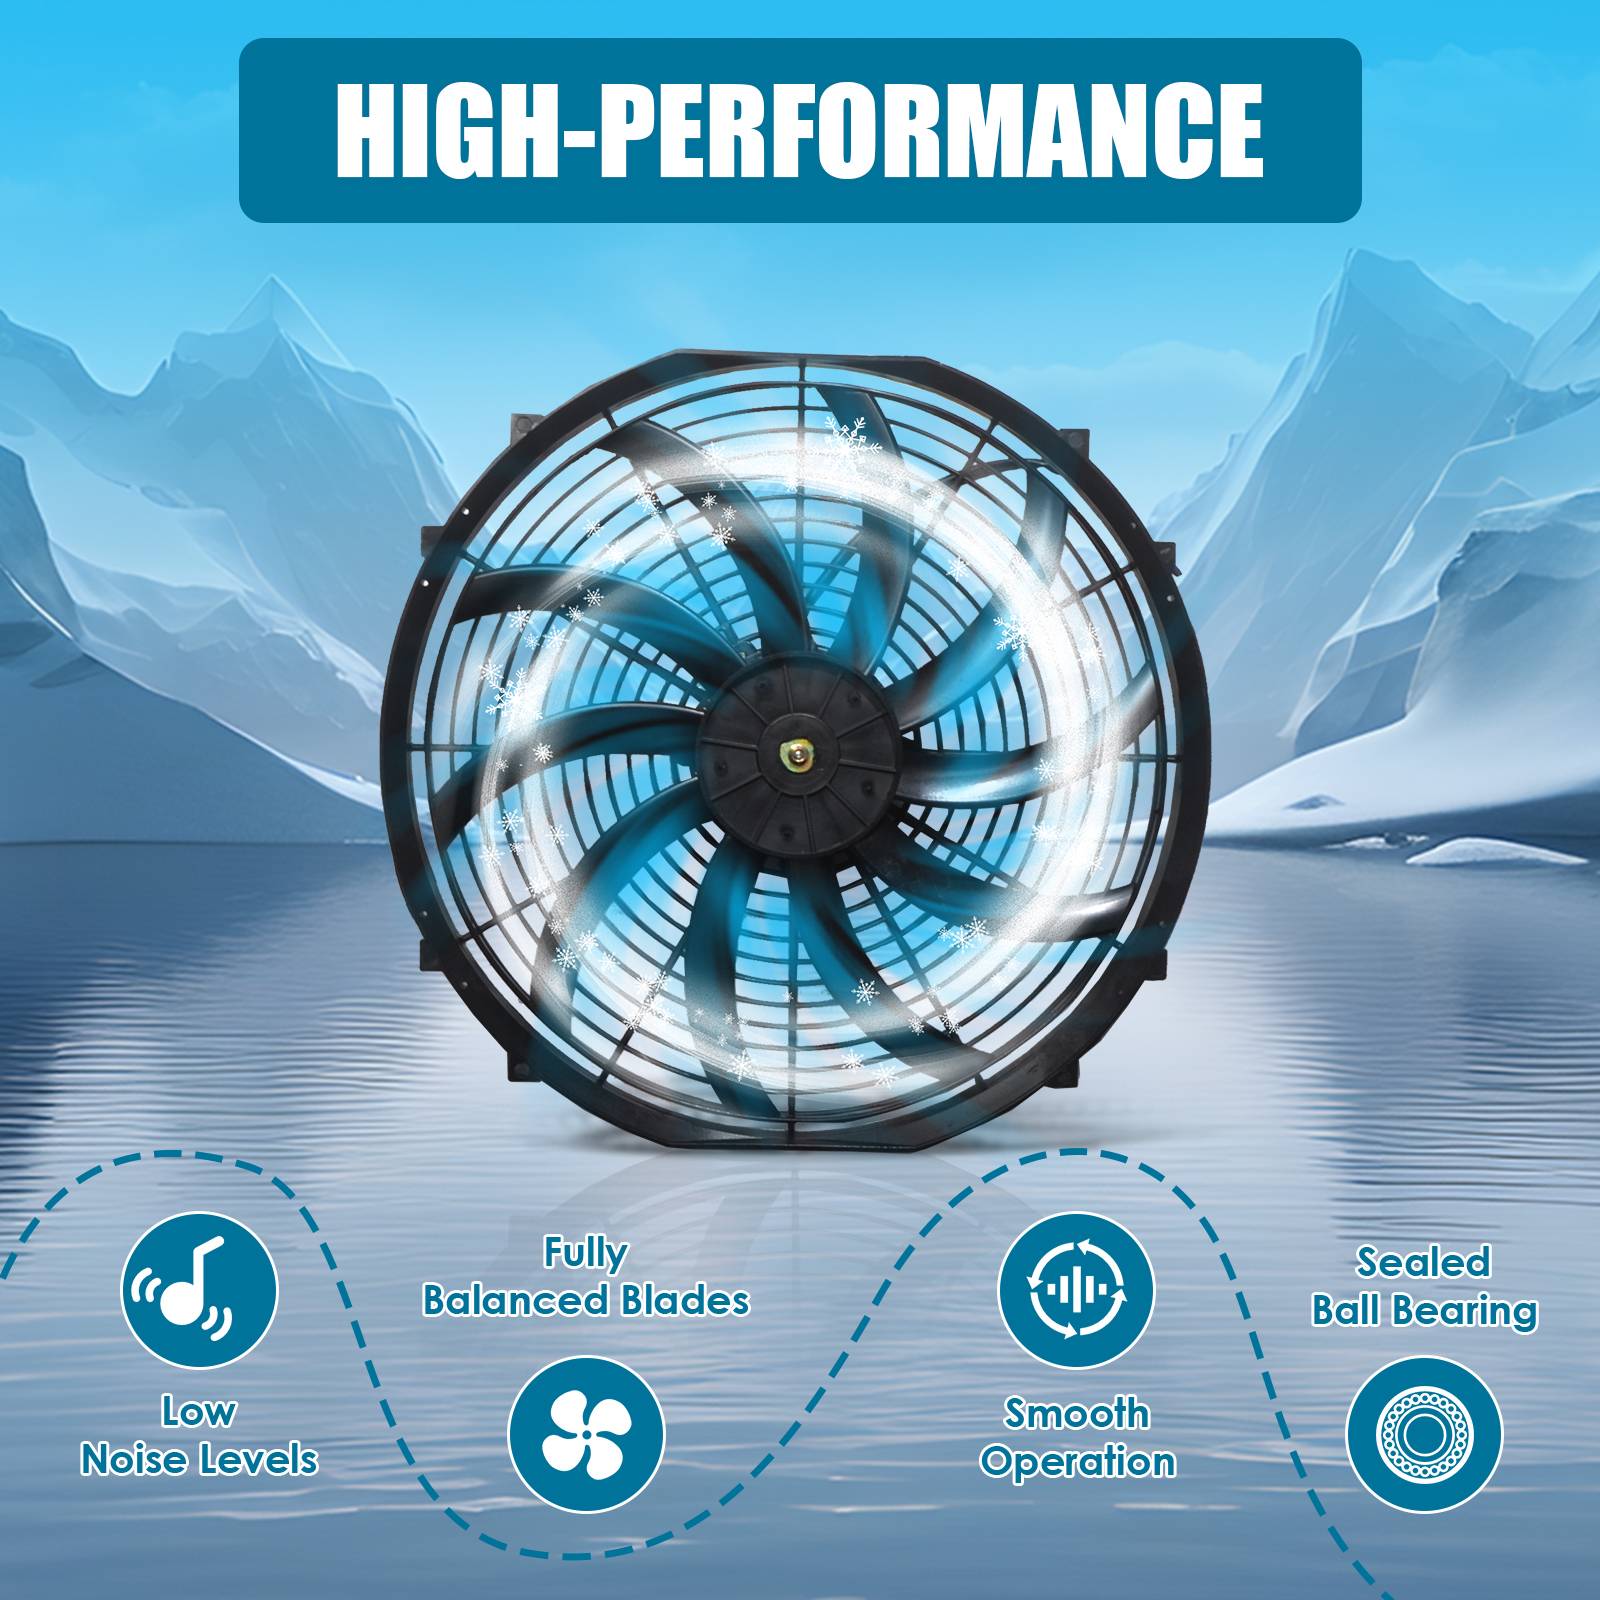 HIGH-PERFORMANCE
Low
Noise Levels
Fully
Balanced Blades
Smooth
Operation
Sealed
Ball Bearing